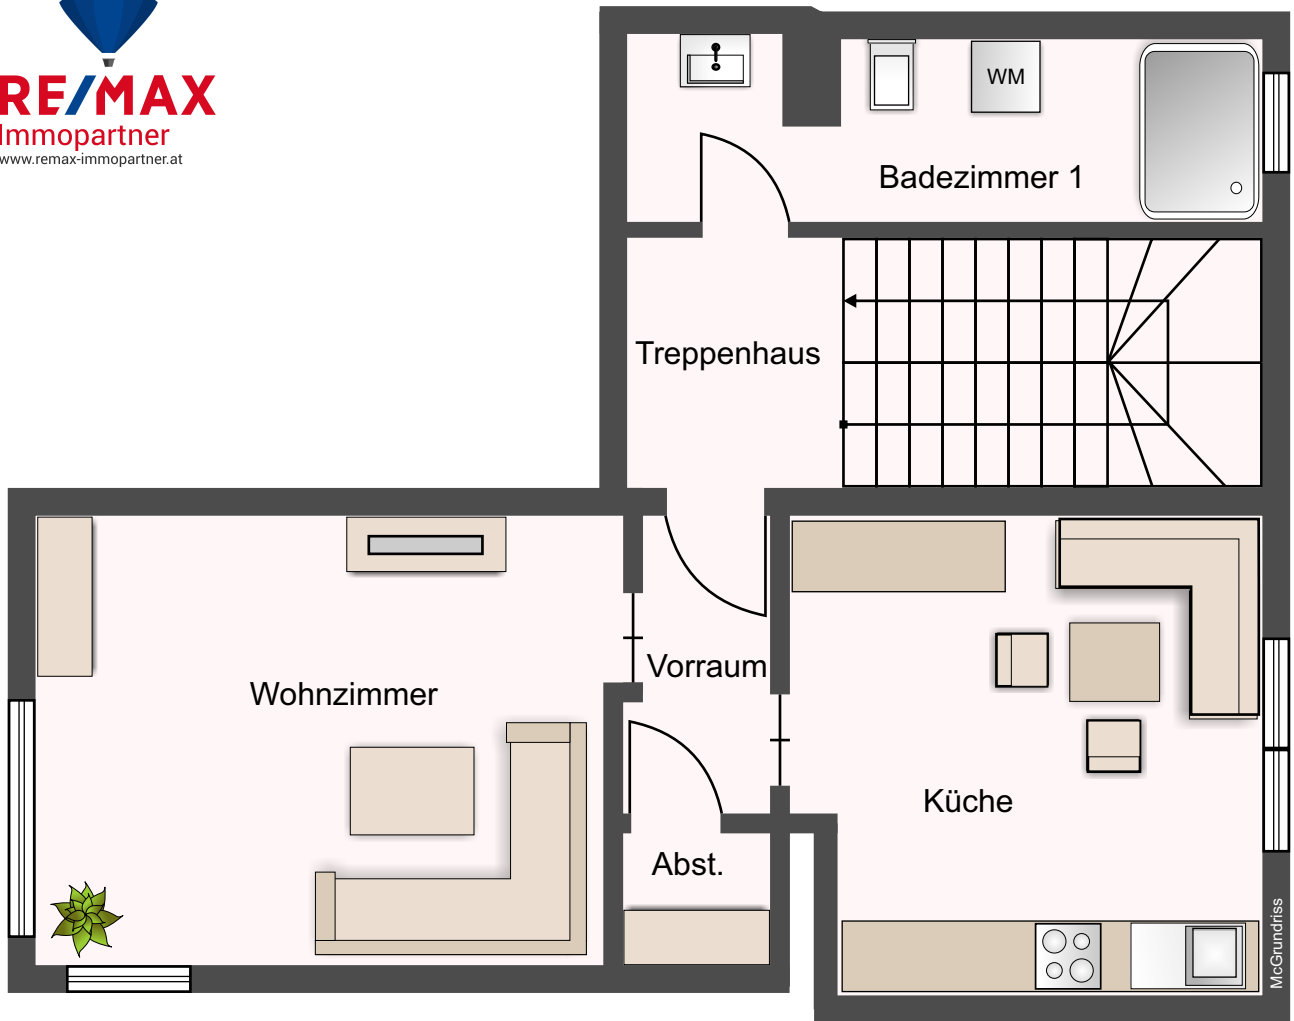 RE/MAX
Immopartner
www.remax-immopartner.at
WM
Badezimmer 1
Treppenhaus
Vorraum
Wohnzimmer
Küche
Abst.
McGrundriss